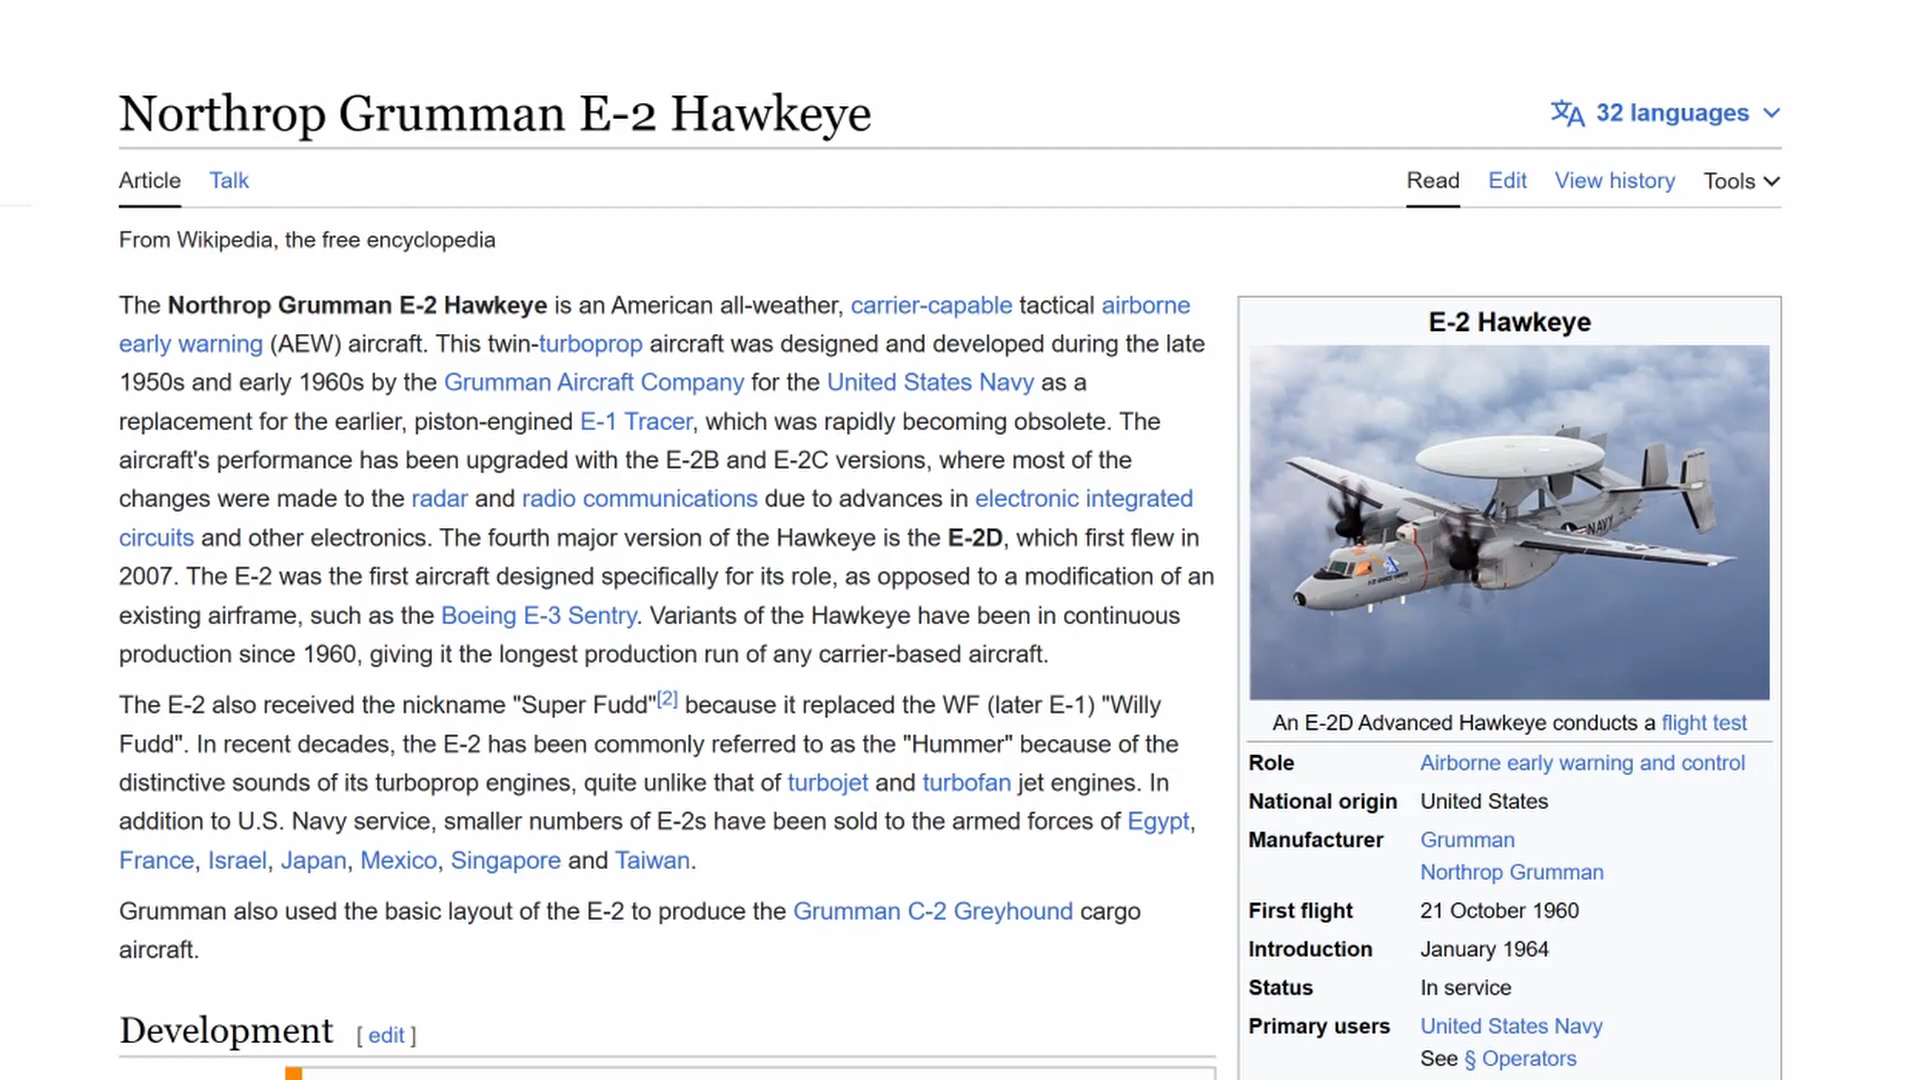 Northrop Grumman E-2 Hawkeye
32 languages
Article Talk
Read Edit View history Tools
From Wikipedia, the free encyclopedia
The Northrop Grumman E-2 Hawkeye is an American all-weather, carrier-capable tactical airborne
early warning (AEW) aircraft. This twin-turboprop aircraft was designed and developed during the late
1950s and early 1960s by the Grumman Aircraft Company for the United States Navy as a
replacement for the earlier, piston-engined E-1 Tracer, which was rapidly becoming obsolete. The
aircraft's performance has been upgraded with the E-2B and E-2C versions, where most of the
changes were made to the radar and radio communications due to advances in electronic integrated
circuits and other electronics. The fourth major version of the Hawkeye is the E-2D, which first flew in
2007. The E-2 was the first aircraft designed specifically for its role, as opposed to a modification of an
existing airframe, such as the Boeing E-3 Sentry. Variants of the Hawkeye have been in continuous
production since 1960, giving it the longest production run of any carrier-based aircraft.
The E-2 also received the nickname "Super Fudd"[2] because it replaced the WF (later E-1) "Willy
Fudd". In recent decades, the E-2 has been commonly referred to as the "Hummer" because of the
distinctive sounds of its turboprop engines, quite unlike that of turbojet and turbofan jet engines. In
addition to U.S. Navy service, smaller numbers of E-2s have been sold to the armed forces of Egypt,
France, Israel, Japan, Mexico, Singapore and Taiwan.
Grumman also used the basic layout of the E-2 to produce the Grumman C-2 Greyhound cargo
aircraft.
Development [ edit ]
E-2 Hawkeye
NAVY
An E-2D Advanced Hawkeye conducts a flight test
Role Airborne early warning and control
National origin United States
Manufacturer Grumman
Northrop Grumman
First flight 21 October 1960
Introduction January 1964
Status In service
Primary users United States Navy
See § Operators